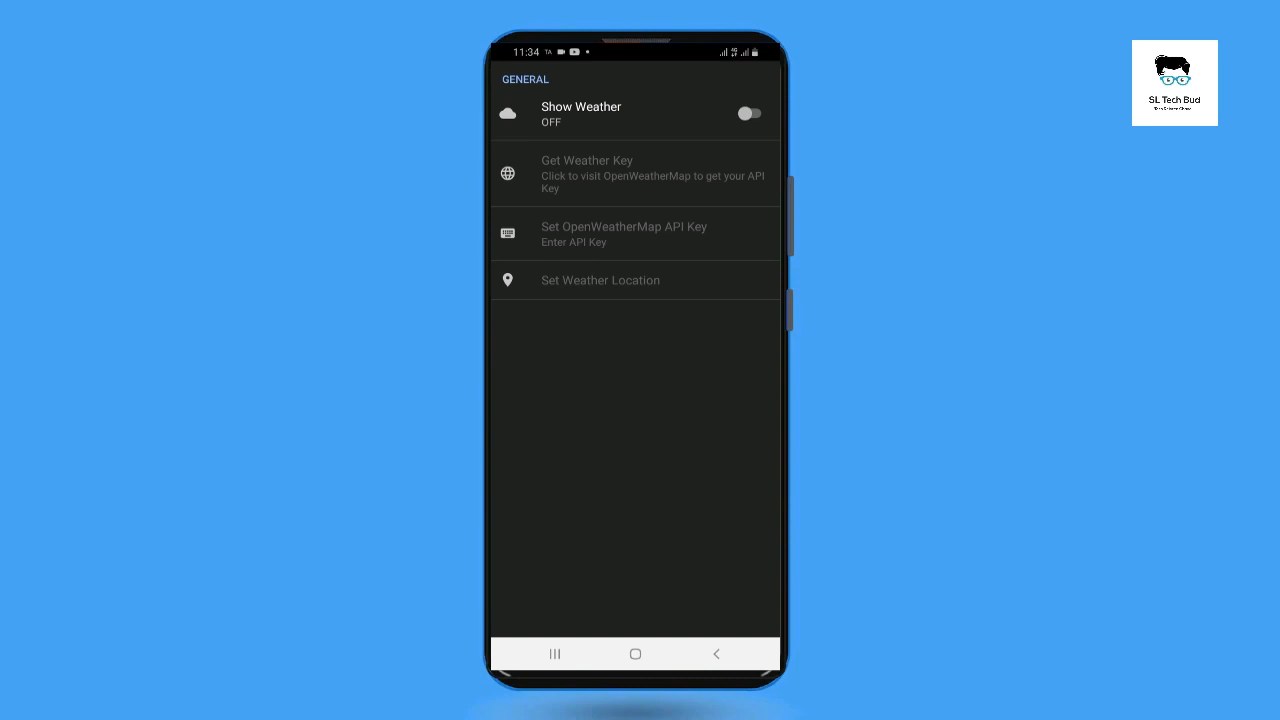 11:34 TA
GENERAL
Show Weather
OFF
Get Weather Key
Click to visit OpenWeatherMap to get your API
Key
Set OpenWeatherMap API Key
Enter API Key
Set Weather Location
SL Tech Bud